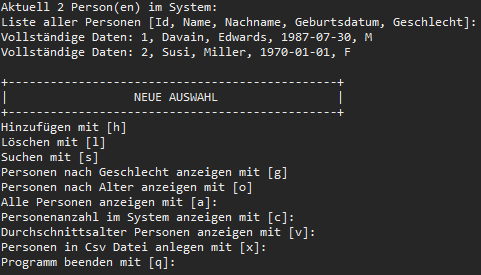 Aktuell 2 Person(en) im System:
Liste aller Personen [Id, Name, Nachname, Geburtsdatum, Geschlecht]:
Vollständige Daten: 1, Davain, Edwards, 1987-07-30, M
Vollständige Daten: 2, Susi, Miller, 1970-01-01, F
+---------------------------------------------+
| NEUE AUSWAHL |
+---------------------------------------------+
Hinzufügen mit [h]
Löschen mit [l]
Suchen mit [s]
Personen nach Geschlecht anzeigen mit [g]
Personen nach Alter anzeigen mit [o]
Alle Personen anzeigen mit [a]:
Personenanzahl im System anzeigen mit [c]:
Durchschnittsalter Personen anzeigen mit [v]:
Personen in Csv Datei anlegen mit [x]:
Programm beenden mit [q]: